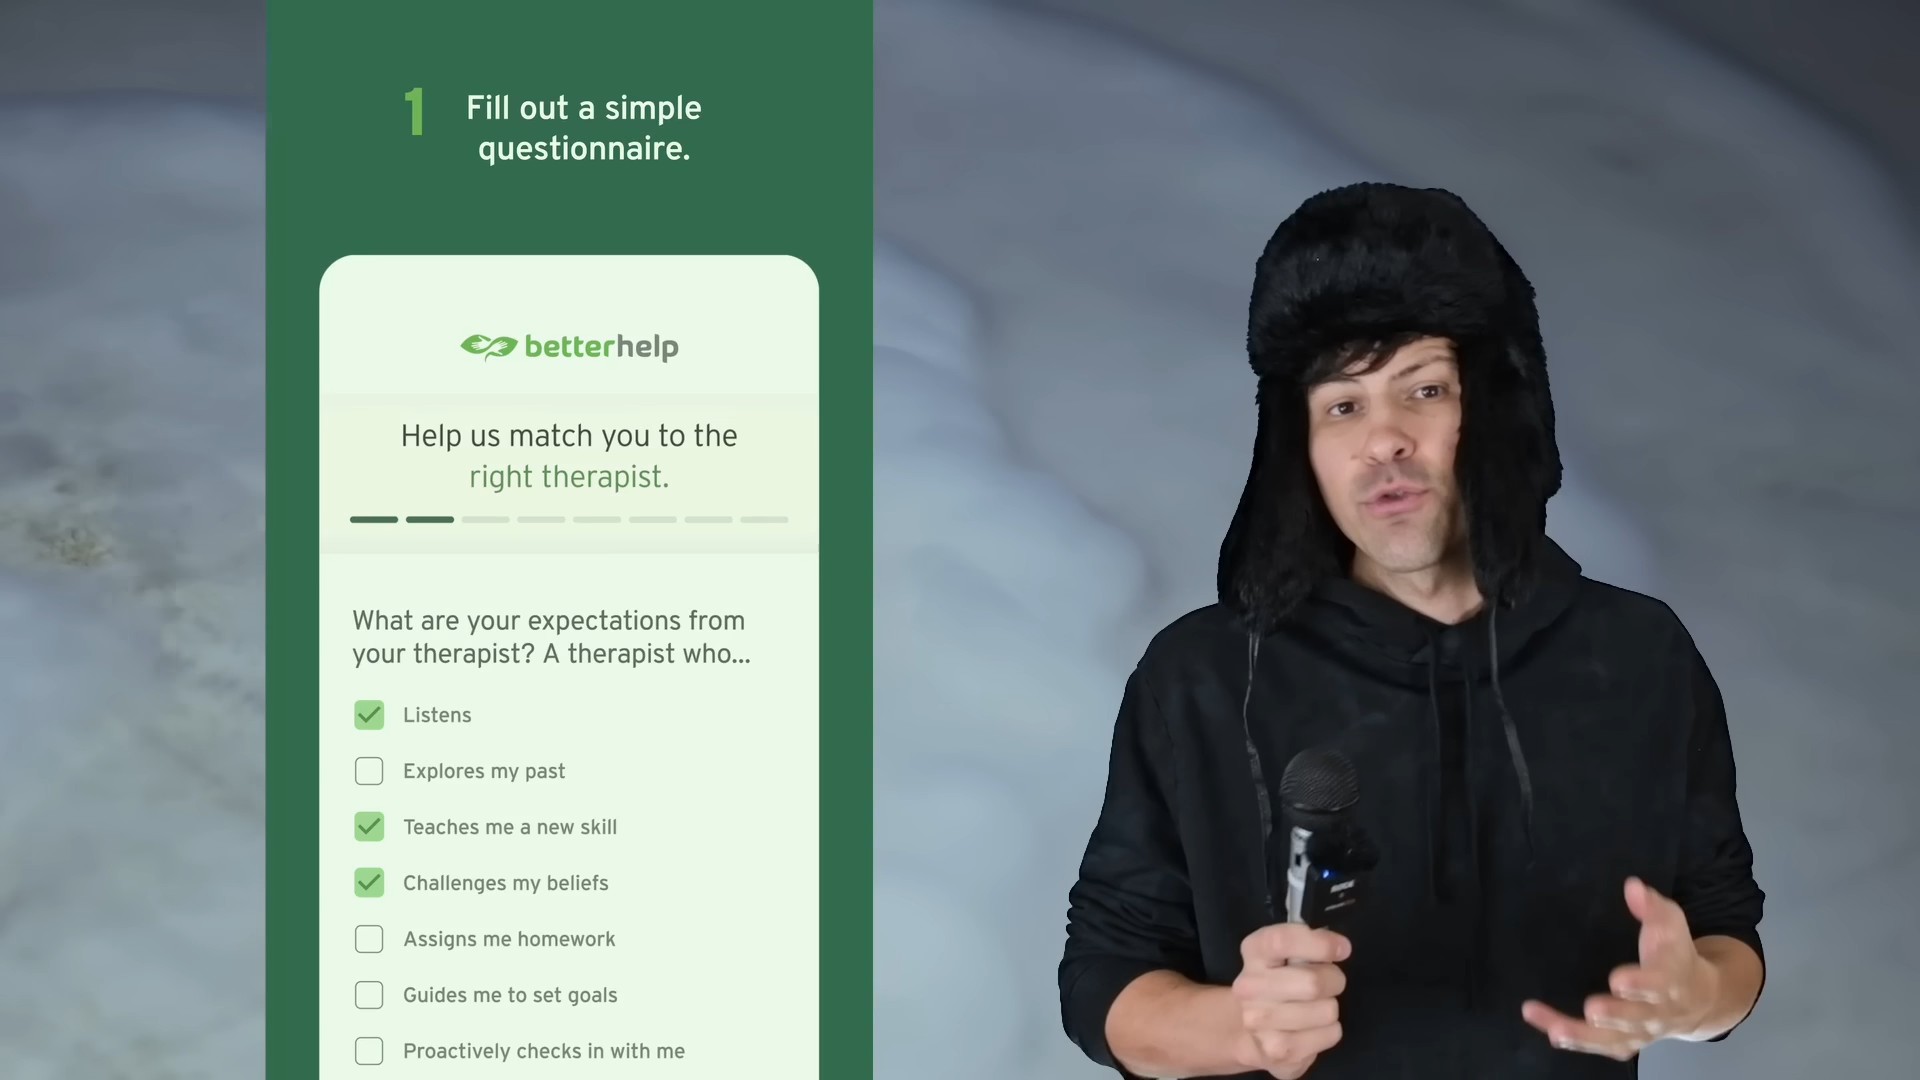 1
Fill out a simple
questionnaire.
betterhelp
Help us match you to the
right therapist.
What are your expectations from
your therapist? A therapist who...
Listens
Explores my past
Teaches me a new skill
Challenges my beliefs
Assigns me homework
Guides me to set goals
Proactively checks in with me